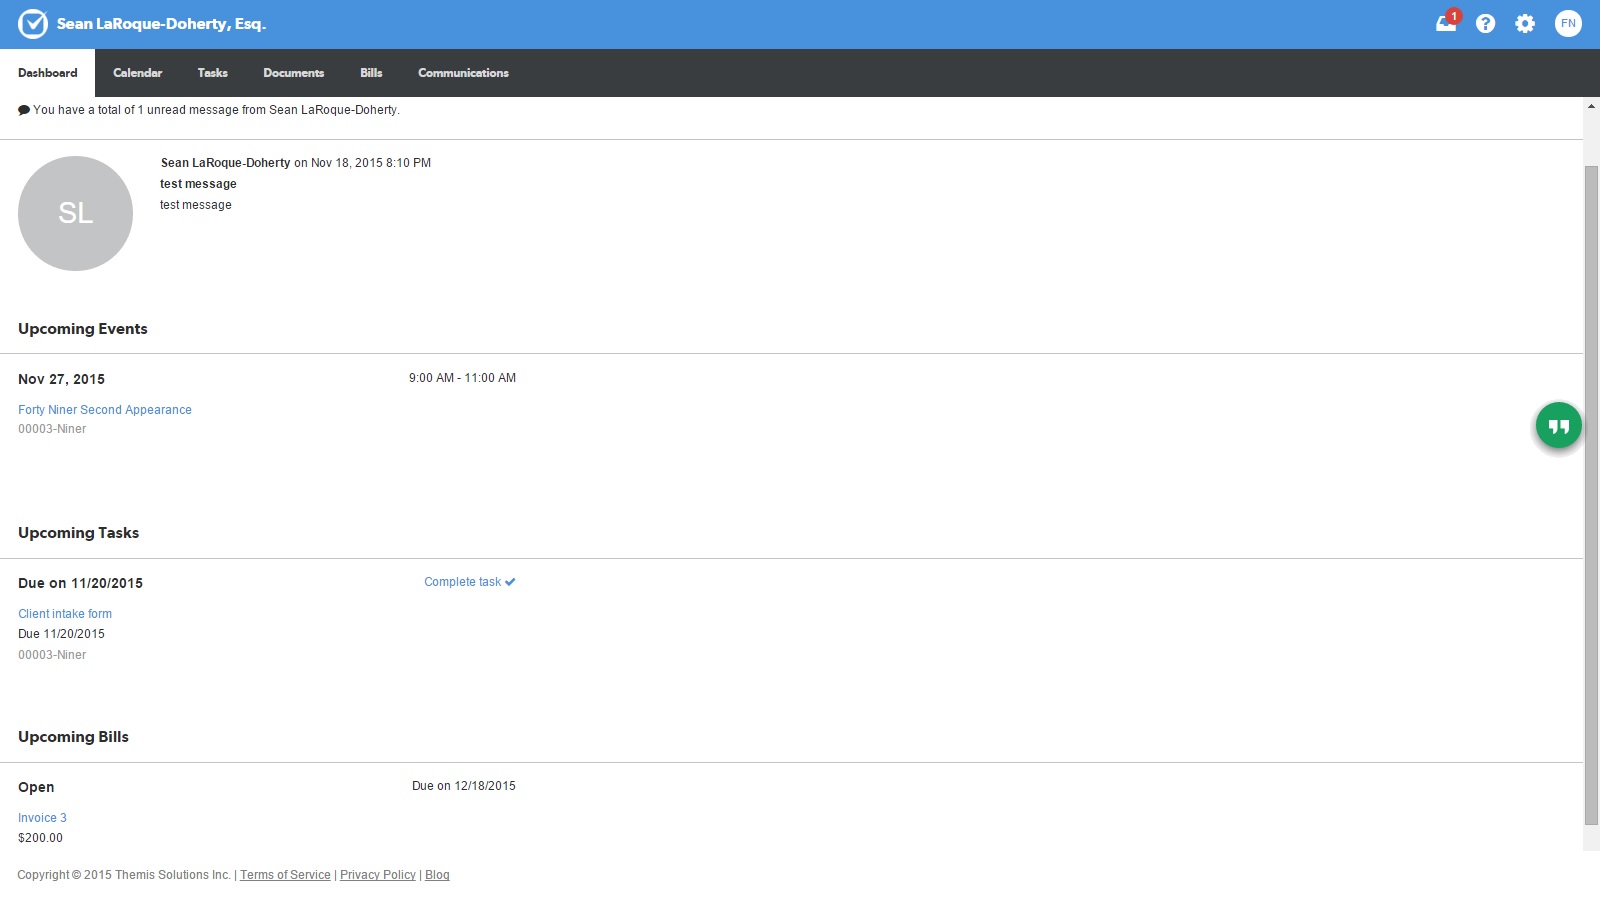 Sean LaRoque-Doherty, Esq.
1
FN
Dashboard Calendar Tasks Documents Bills Communications
You have a total of 1 unread message from Sean LaRoque-Doherty.
SL
Sean LaRoque-Doherty on Nov 18, 2015 8:10 PM
test message
test message
Upcoming Events
Nov 27, 2015 9:00 AM - 11:00 AM
Forty Niner Second Appearance
00003-Niner
Upcoming Tasks
Due on 11/20/2015 Complete task
Client intake form
Due 11/20/2015
00003-Niner
Upcoming Bills
Open Due on 12/18/2015
Invoice 3
$200.00
Copyright © 2015 Themis Solutions Inc. | Terms of Service | Privacy Policy | Blog